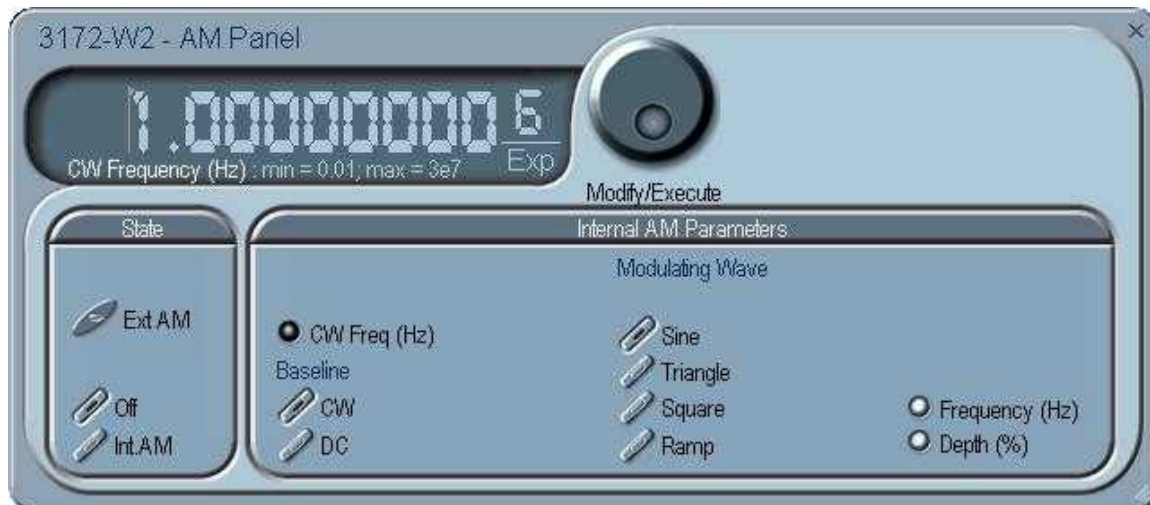 3172-W2 - AM Panel
1.00000000 6
Exp
CW Frequency (Hz) : min = 0.01; max = 3e7
Modify/Execute
State
Ext AM
Off
Int.AM
Internal AM Parameters
Modulating Wave
CW Freq (Hz)
Baseline
CW
DC
Sine
Triangle
Square
Ramp
Frequency (Hz)
Depth (%)